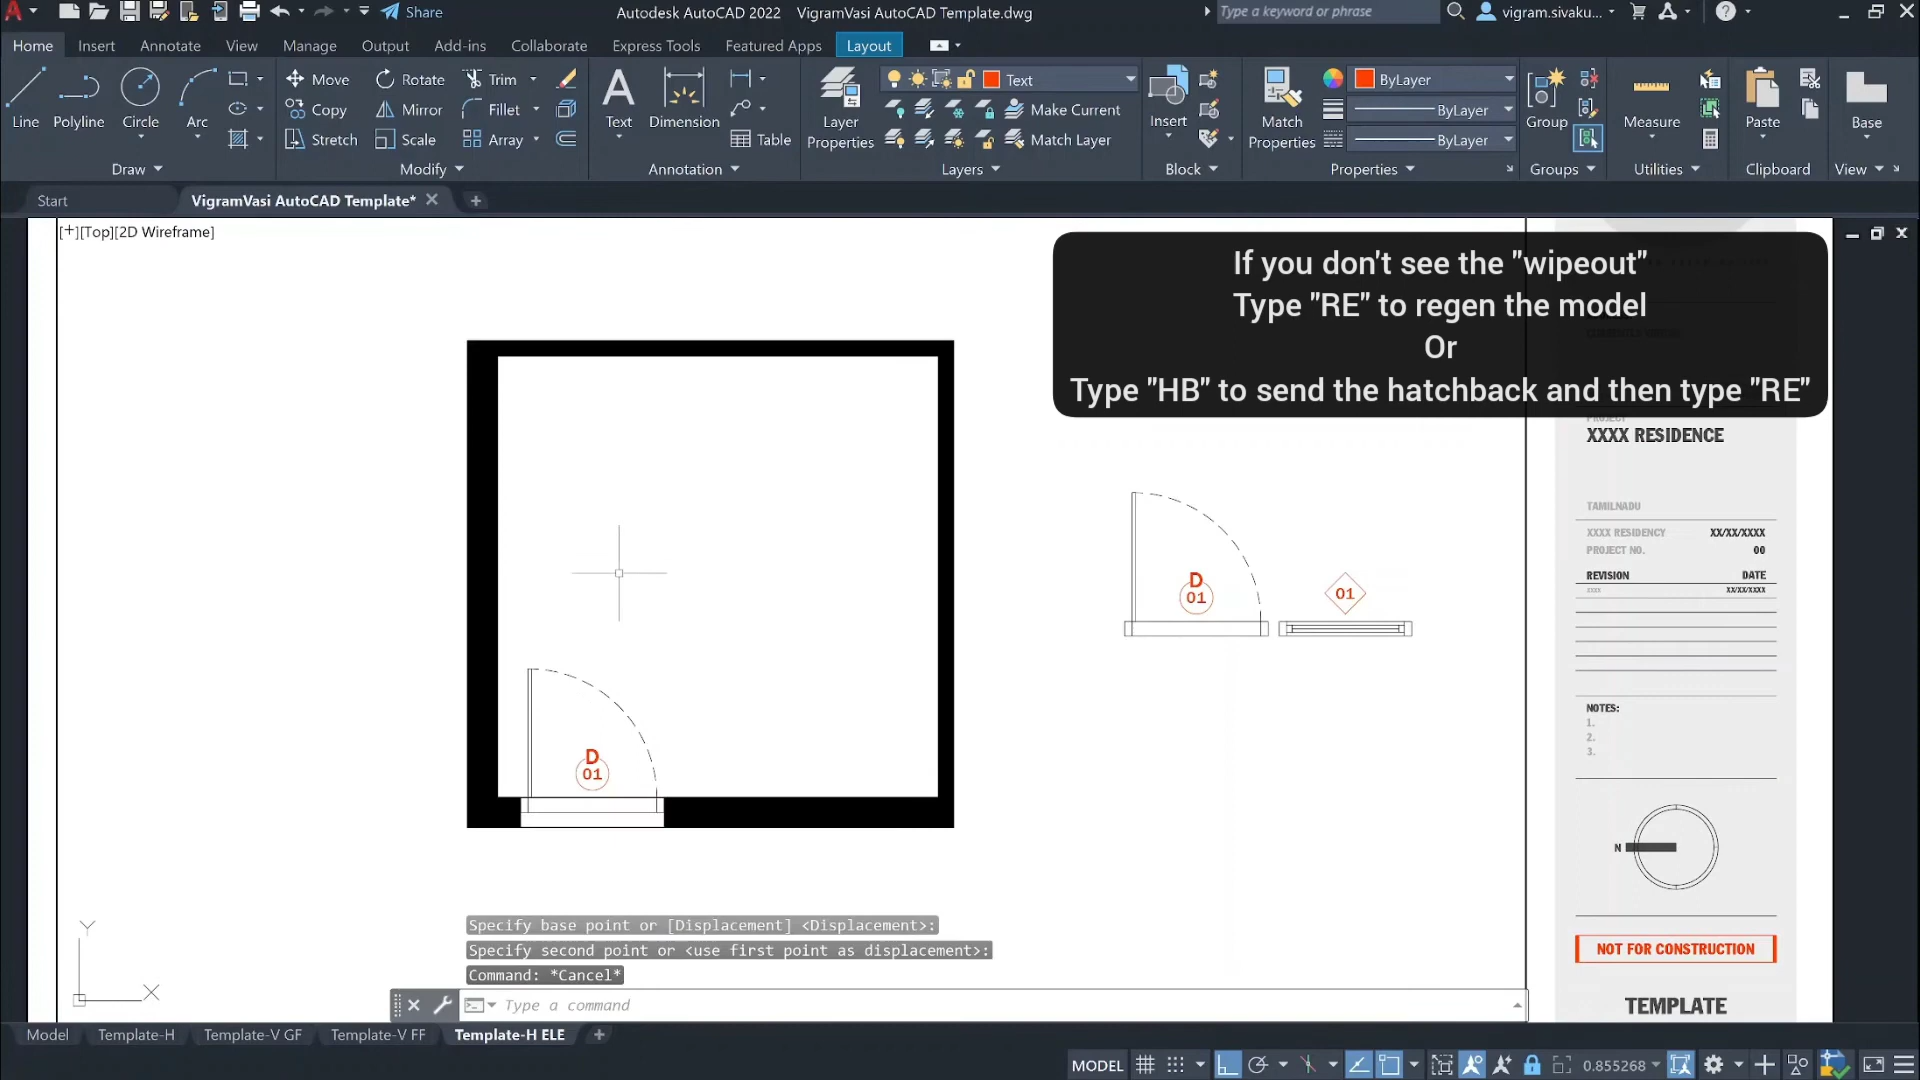 Share
Autodesk AutoCAD 2022 VigramVasi AutoCAD Template.dwg
Type a keyword or phrase
vigram.sivaku...
Home Insert Annotate View Manage Output Add-ins Collaborate Express Tools Featured Apps Layout
Line
Polyline
Circle
Arc
Move
Rotate
Trim
Copy
Mirror
Fillet
Stretch
Scale
Array
Text
Dimension
Table
Layer
Properties
Text
Make Current
Match Layer
Insert
Match
Properties
ByLayer
ByLayer
ByLayer
Group
Measure
Paste
Base
Draw
Modify
Annotation
Layers
Block
Properties
Groups
Utilities
Clipboard
View
Start
VigramVasi AutoCAD Template*
[+][Top][2D Wireframe]
If you don't see the "wipeout"
Type "RE" to regen the model
Or
Type "HB" to send the hatchback and then type "RE"
PROJECT
XXXX RESIDENCE
TAMILNADU
XXXX RESIDENCY XX/XX/XXXX
PROJECT NO. 00
REVISION DATE
XXXX XX/XX/XXXX
NOTES:
1.
2.
3.
N
NOT FOR CONSTRUCTION
TEMPLATE
D
01
01
D
01
Y
X
Specify base point or [Displacement] <Displacement>:
Specify second point or <use first point as displacement>:
Command: *Cancel*
Type a command
Model Template-H Template-V GF Template-V FF Template-H ELE
MODEL
0.855268